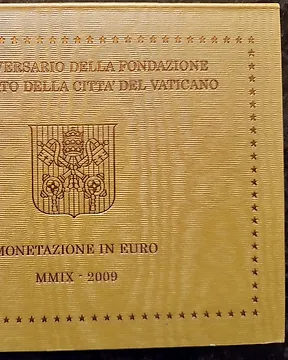 VERSARIO DELLA FONDAZIONE
TO DELLA CITTA' DEL VATICANO
MONETAZIONE IN EURO
MMIX - 2009